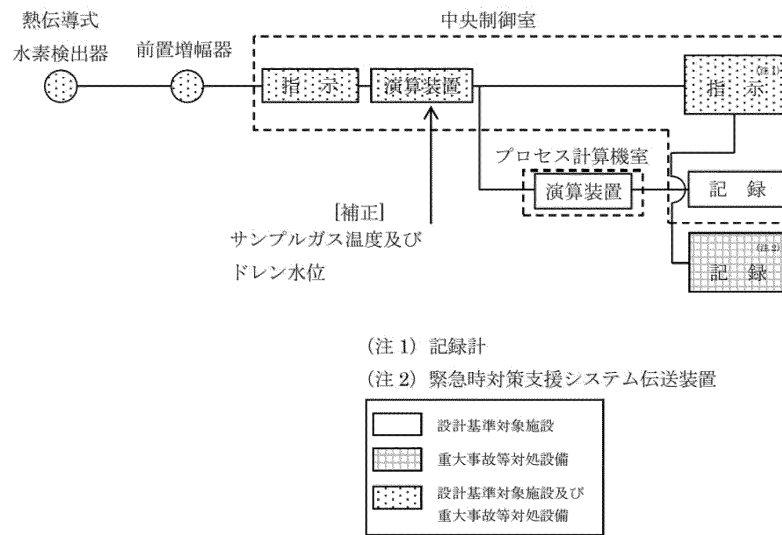 熱伝導式
水素検出器
前置増幅器
中央制御室
指 示
演算装置
(注1)
指 示
プロセス計算機室
演算装置
記 録
[補正]
サンプルガス温度及び
ドレン水位
(注2)
記 録
(注1) 記録計
(注2) 緊急時対策支援システム伝送装置
設計基準対象施設
重大事故等対処設備
設計基準対象施設及び
重大事故等対処設備